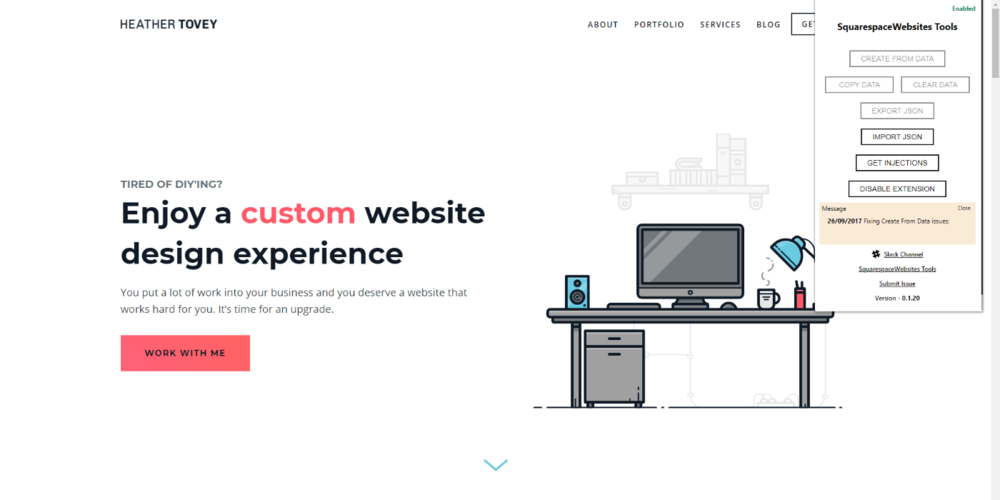 HEATHER TOVEY
ABOUT PORTFOLIO SERVICES BLOG GET
TIRED OF DIY'ING?
Enjoy a custom website
design experience
You put a lot of work into your business and you deserve a website that
works hard for you. It's time for an upgrade.
WORK WITH ME
Enabled
SquarespaceWebsites Tools
CREATE FROM DATA
COPY DATA CLEAR DATA
EXPORT JSON
IMPORT JSON
GET INJECTIONS
DISABLE EXTENSION
Message Close
26/09/2017 Fixing Create From Data issues;
Slack Channel
SquarespaceWebsites Tools
Submit Issue
Version - 0.1.20